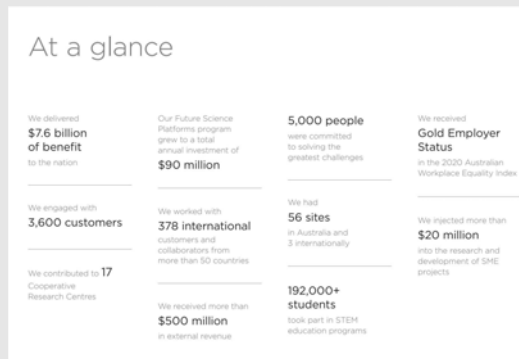 At a glance
We delivered
$7.6 billion
of benefit
to the nation
We engaged with
3,600 customers
We contributed to 17
Cooperative
Research Centres
Our Future Science
Platforms program
grew to a total
annual investment of
$90 million
We worked with
378 international
customers and
collaborators from
more than 50 countries
We received more than
$500 million
in external revenue
5,000 people
were committed
to solving the
greatest challenges
We had
56 sites
in Australia and
3 internationally
192,000+
students
took part in STEM
education programs
We received
Gold Employer
Status
in the 2020 Australian
Workplace Equality Index
We injected more than
$20 million
into the research and
development of SME
projects